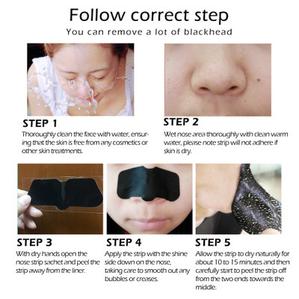 Follow correct step
You can remove a lot of blackhead
STEP 1
Thoroughly clean the face with water, ensur-
ing that the skin is free from any cosmetics or
other skin treatments.
STEP 2
Wet nose area thoroughly with clean warm
water, please note strip will not adhere if
skin is dry.
STEP 3
With dry hands open the
nose strip sachet and peel the
strip away from the liner.
STEP 4
Apply the strip with the shine
side down on the nose,
taking care to smooth out any
bubbles or creases.
STEP 5
Allow the strip to dry naturally for
about 10 to 15 minutes and then
carefully start to peel the strip off
from the two ends towards the
middle.